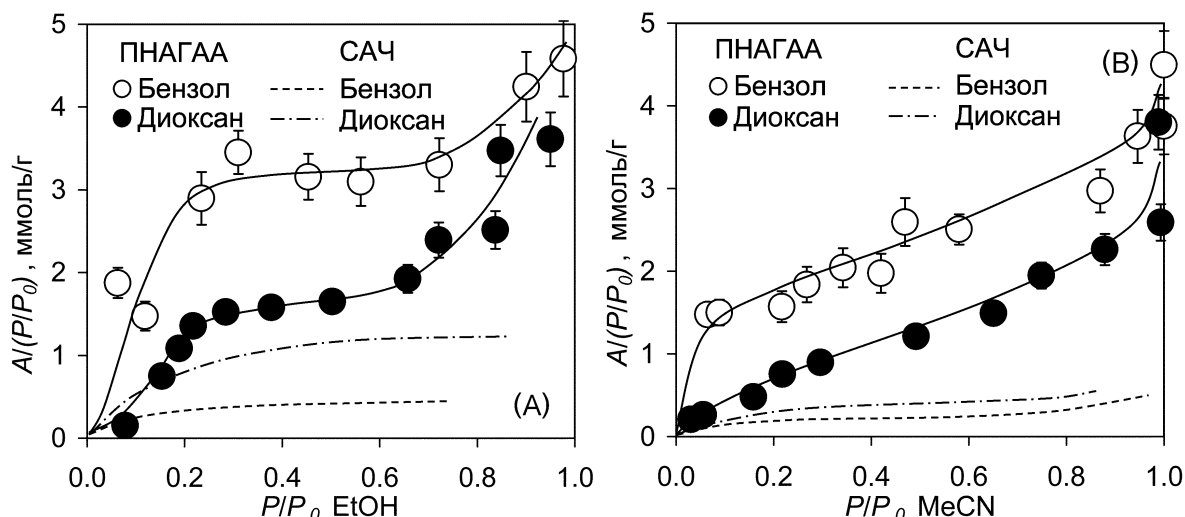 A/(P/P0), ммоль/г
5
4
3
2
1
0
ПНАГАА САЧ
Бензол Бензол
Диоксан Диоксан
(A)
0.0 0.2 0.4 0.6 0.8 1.0
P/P0 EtOH
A/(P/P0), ммоль/г
5
4
3
2
1
0
ПНАГАА САЧ
(B)
Бензол Бензол
Диоксан Диоксан
0.0 0.2 0.4 0.6 0.8 1.0
P/P0 MeCN